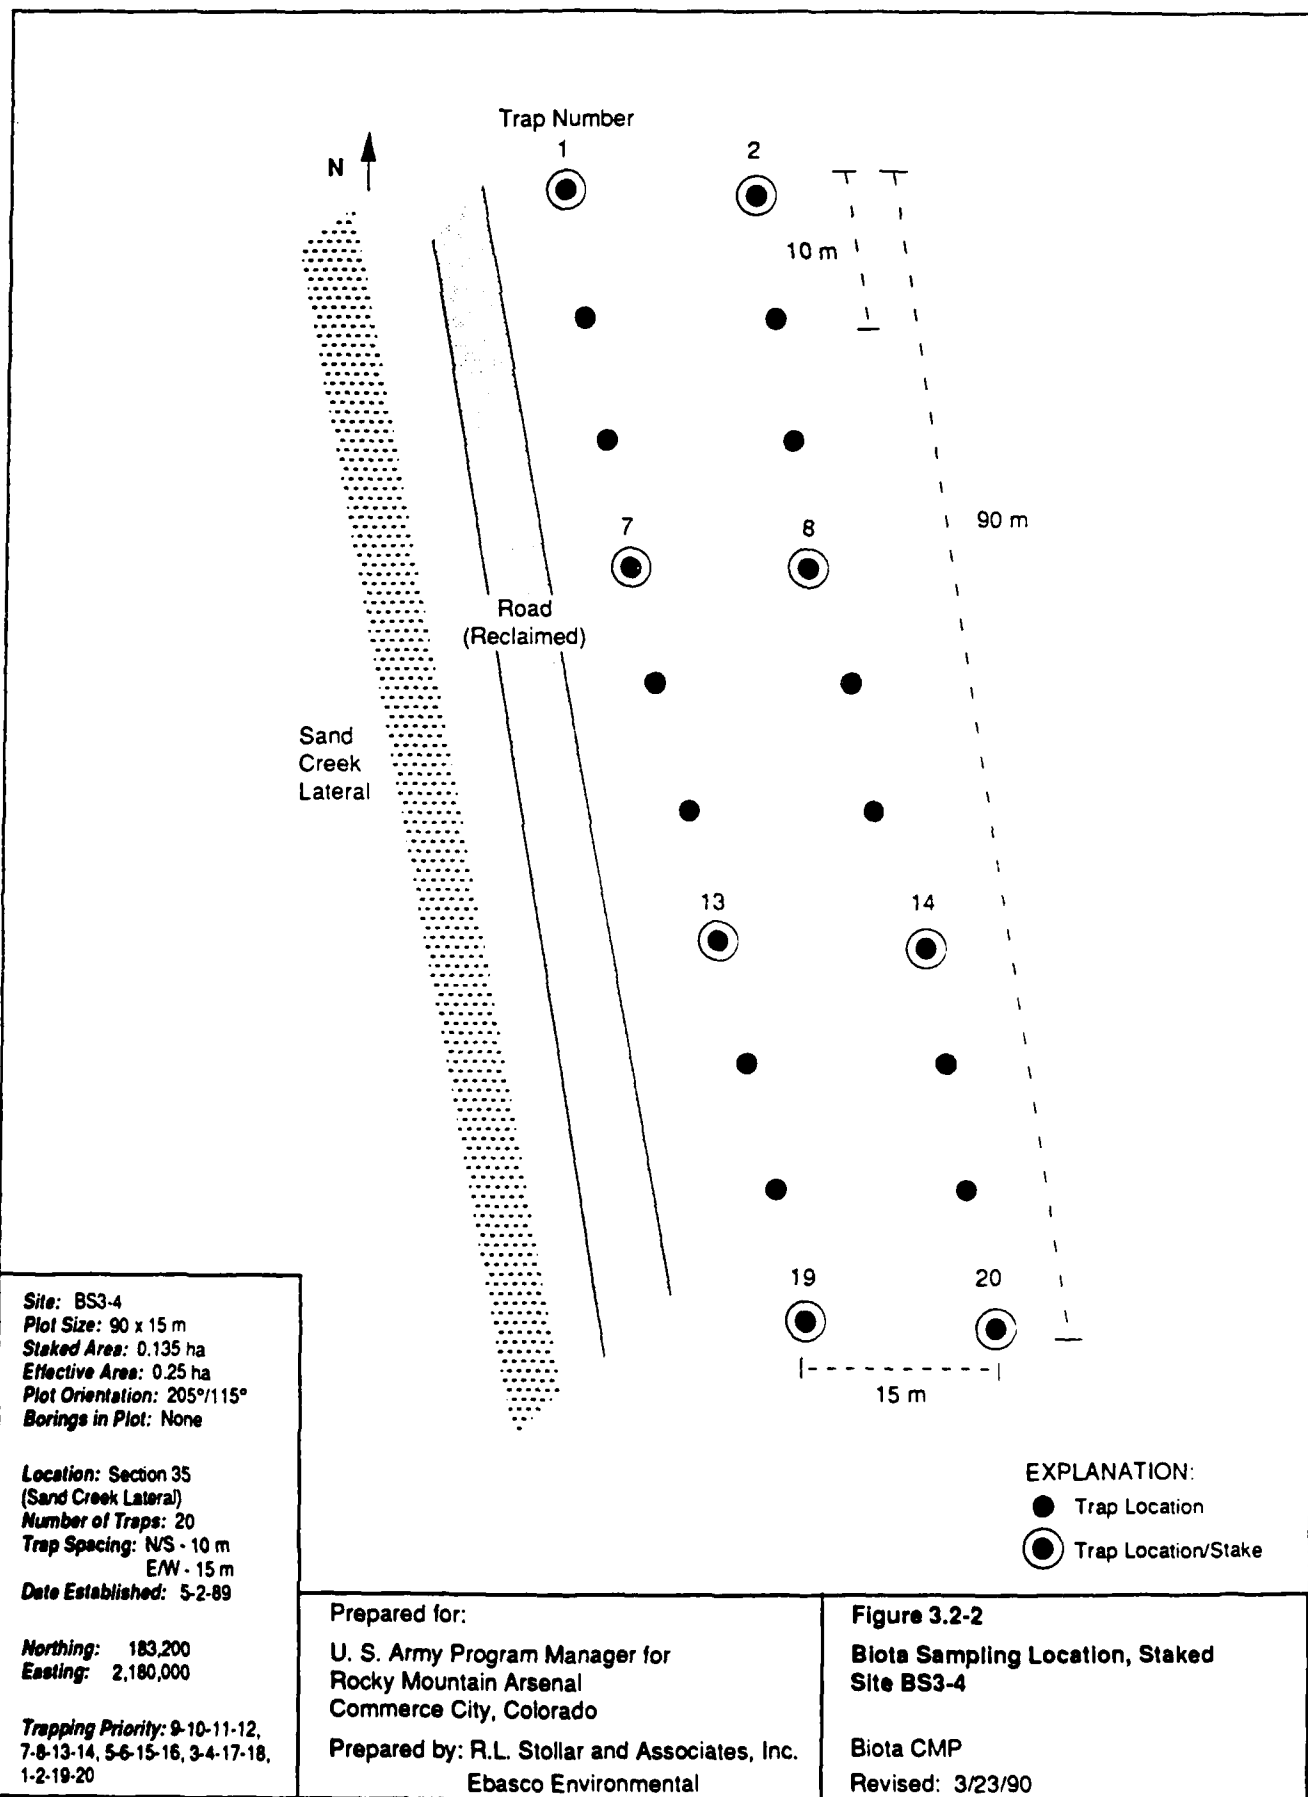 Trap Number
1
2
N
10 m
90 m
7
8
Road
(Reclaimed)
Sand
Creek
Lateral
13
14
19
20
15 m
EXPLANATION:
Trap Location
Trap Location/Stake
Site: BS3-4
Plot Size: 90 x 15 m
Staked Area: 0.135 ha
Effective Area: 0.25 ha
Plot Orientation: 205°/115°
Borings in Plot: None
Location: Section 35
(Sand Creek Lateral)
Number of Traps: 20
Trap Spacing: N/S - 10 m
E/W - 15 m
Date Established: 5-2-89
Northing: 183,200
Easting: 2,180,000
Trapping Priority: 9-10-11-12,
7-8-13-14, 5-6-15-16, 3-4-17-18,
1-2-19-20
Prepared for:
U. S. Army Program Manager for
Rocky Mountain Arsenal
Commerce City, Colorado
Prepared by: R.L. Stollar and Associates, Inc.
Ebasco Environmental
Figure 3.2-2
Biota Sampling Location, Staked
Site BS3-4
Biota CMP
Revised: 3/23/90